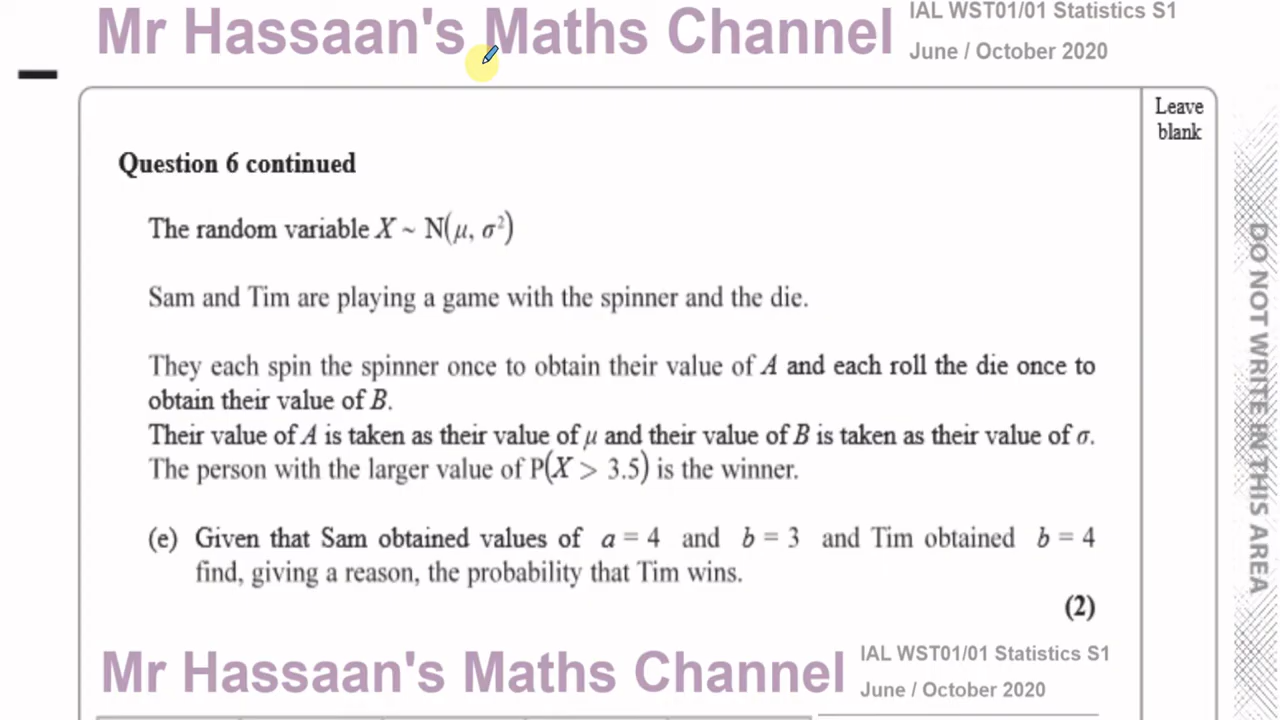 Mr Hassaan's Maths Channel
IAL WST01/01 Statistics S1
June / October 2020
Leave
blank
Question 6 continued
The random variable X ~ N(μ, σ²)
Sam and Tim are playing a game with the spinner and the die.
They each spin the spinner once to obtain their value of A and each roll the die once to
obtain their value of B.
Their value of A is taken as their value of μ and their value of B is taken as their value of σ.
The person with the larger value of P(X > 3.5) is the winner.
(e) Given that Sam obtained values of a = 4 and b = 3 and Tim obtained b = 4
find, giving a reason, the probability that Tim wins.
(2)
DO NOT WRITE IN THIS AREA
Mr Hassaan's Maths Channel
IAL WST01/01 Statistics S1
June / October 2020